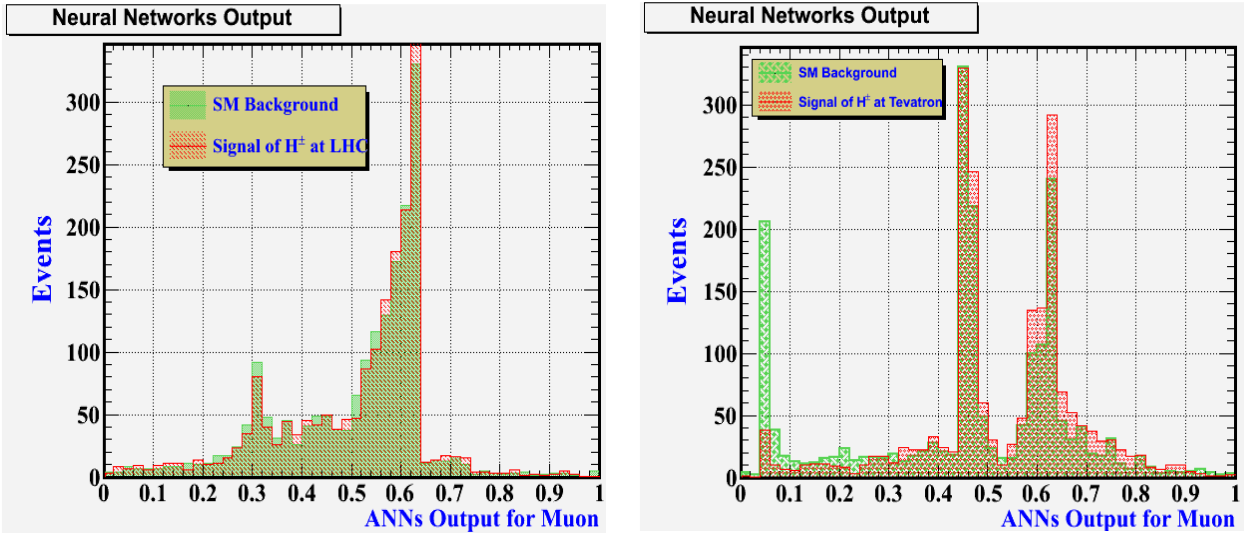 Neural Networks Output
SM Background
Signal of H± at LHC
Events
300
250
200
150
100
50
0
0 0.1 0.2 0.3 0.4 0.5 0.6 0.7 0.8 0.9 1
ANNs Output for Muon
Neural Networks Output
SM Background
Signal of H± at Tevatron
Events
300
250
200
150
100
50
0
0 0.1 0.2 0.3 0.4 0.5 0.6 0.7 0.8 0.9 1
ANNs Output for Muon